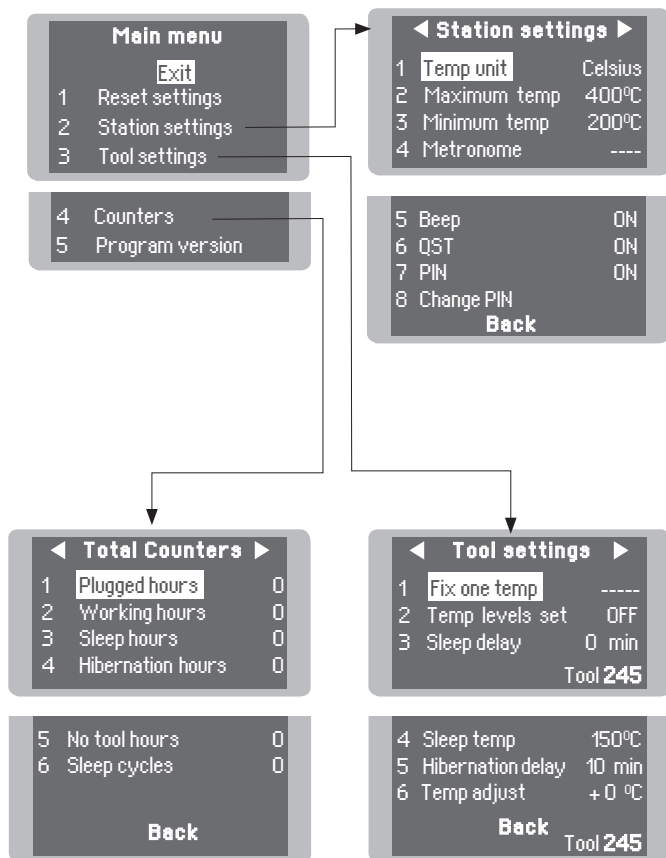 Main menu
Exit
1 Reset settings
2 Station settings
3 Tool settings
4 Counters
5 Program version
◀ Station settings ▶
1 Temp unit Celsius
2 Maximum temp 400ºC
3 Minimum temp 200ºC
4 Metronome ----
5 Beep ON
6 QST ON
7 PIN ON
8 Change PIN
Back
◀ Total Counters ▶
1 Plugged hours 0
2 Working hours 0
3 Sleep hours 0
4 Hibernation hours 0
5 No tool hours 0
6 Sleep cycles 0
Back
◀ Tool settings ▶
1 Fix one temp -----
2 Temp levels set OFF
3 Sleep delay 0 min
Tool 245
4 Sleep temp 150ºC
5 Hibernation delay 10 min
6 Temp adjust +0 ºC
Back
Tool 245